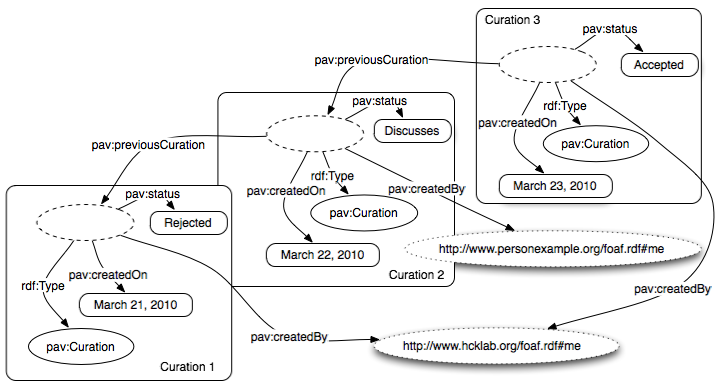 Curation 3
pav:status
pav:previousCuration
Accepted
pav:status
rdf:Type
pav:createdOn
Discusses
pav:previousCuration
pav:Curation
rdf:Type
pav:createdOn
pav:createdBy
March 23, 2010
pav:status
pav:Curation
Rejected
http://www.personexample.org/foaf.rdf#me
March 22, 2010
pav:createdOn
Curation 2
rdf:Type
pav:createdBy
March 21, 2010
pav:createdBy
pav:Curation
http://www.hcklab.org/foaf.rdf#me
Curation 1